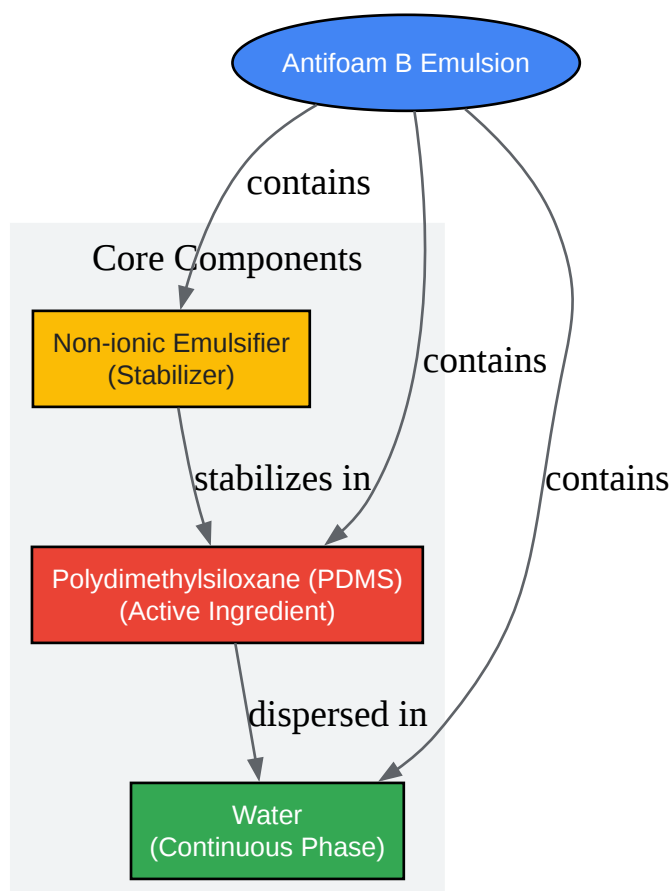 Antifoam B Emulsion
contains
Core Components
Non-ionic Emulsifier
(Stabilizer)
contains
stabilizes in
contains
Polydimethylsiloxane (PDMS)
(Active Ingredient)
dispersed in
Water
(Continuous Phase)